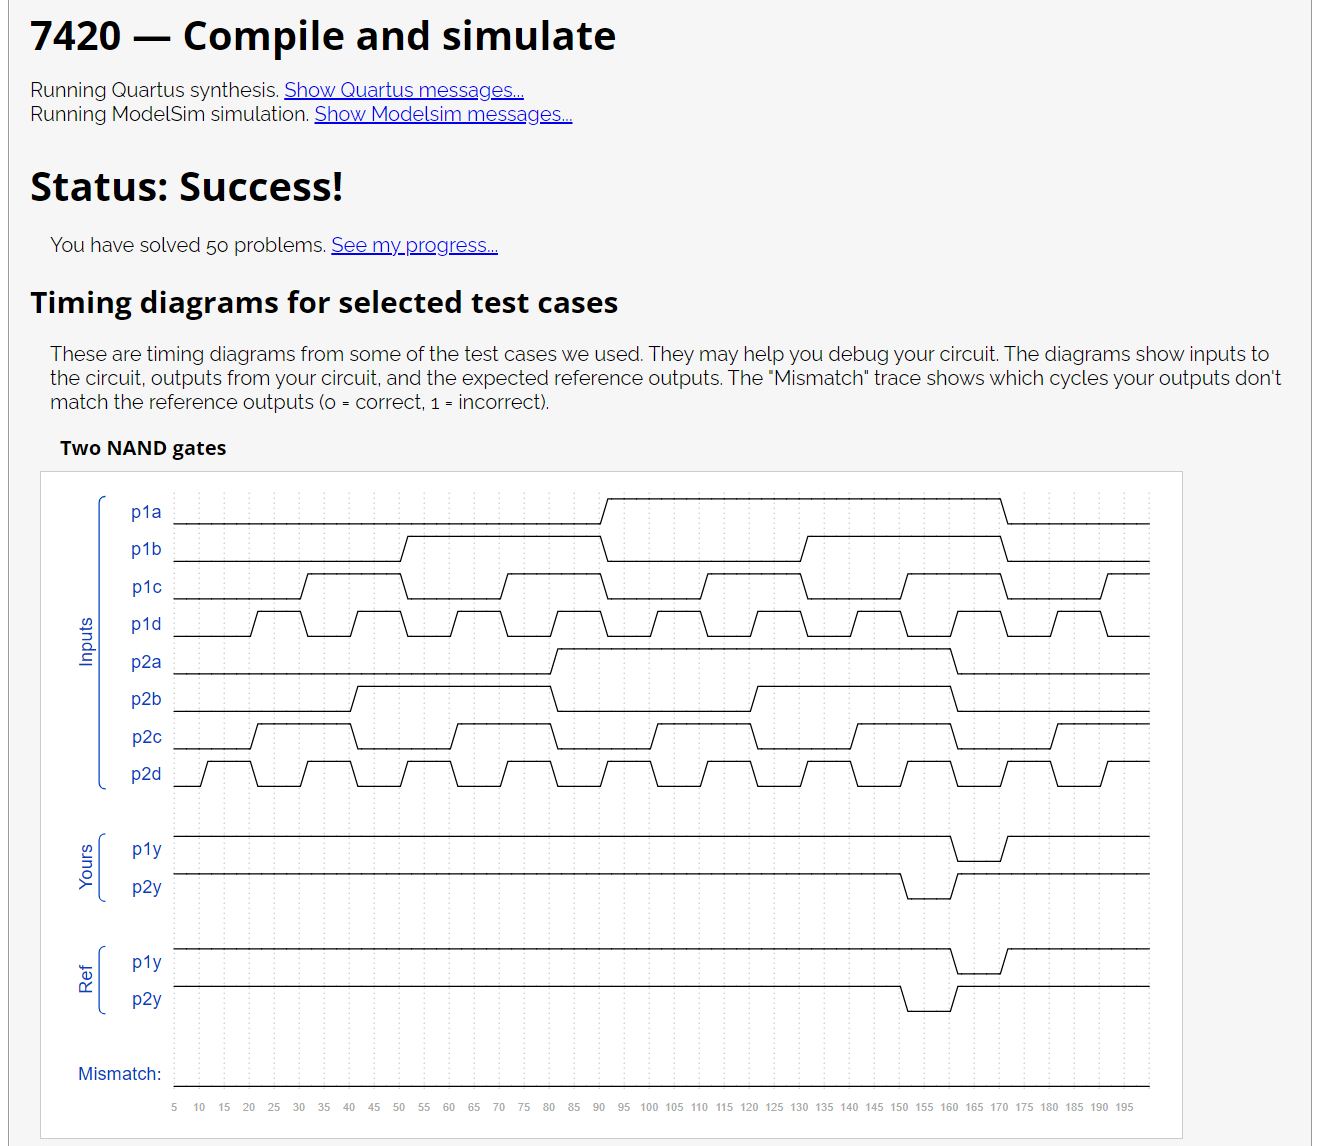 7420 — Compile and simulate
Running Quartus synthesis. Show Quartus messages...
Running ModelSim simulation. Show Modelsim messages...
Status: Success!
You have solved 50 problems. See my progress...
Timing diagrams for selected test cases
These are timing diagrams from some of the test cases we used. They may help you debug your circuit. The diagrams show inputs to
the circuit, outputs from your circuit, and the expected reference outputs. The "Mismatch" trace shows which cycles your outputs don't
match the reference outputs (0 = correct, 1 = incorrect).
Two NAND gates
Inputs
p1a
p1b
p1c
p1d
p2a
p2b
p2c
p2d
Yours
p1y
p2y
Ref
p1y
p2y
Mismatch:
5 10 15 20 25 30 35 40 45 50 55 60 65 70 75 80 85 90 95 100 105 110 115 120 125 130 135 140 145 150 155 160 165 170 175 180 185 190 195